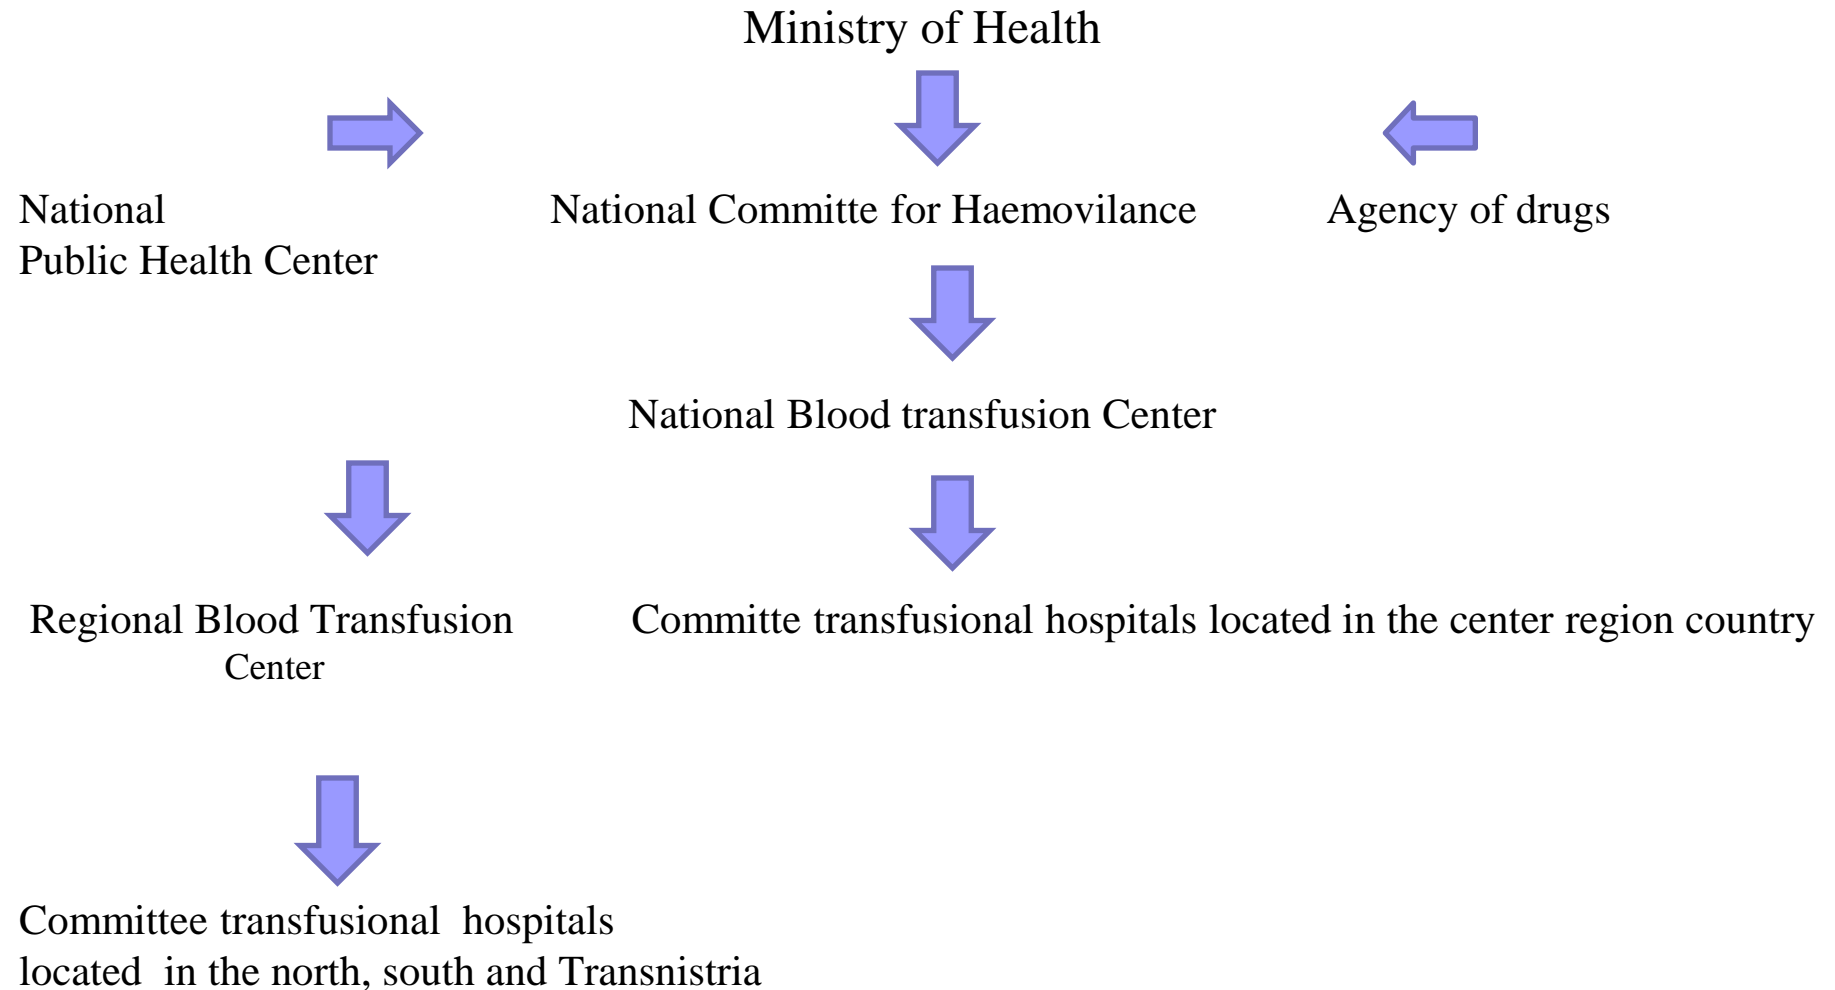 Ministry of Health
National
Public Health Center
National Committe for Haemovilance
Agency of drugs
National Blood transfusion Center
Regional Blood Transfusion
Center
Committe transfusional hospitals located in the center region country
Committee transfusional hospitals
located in the north, south and Transnistria